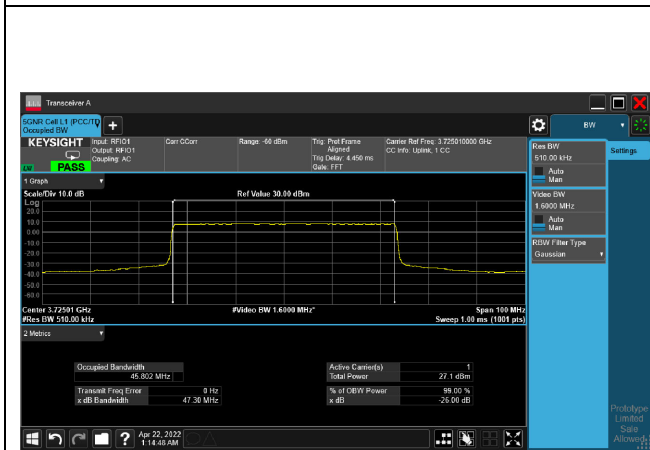 Transceiver A
5GNR Cell L1 (PCC/TD
Occupied BW
BW
KEYSIGHT
LW
PASS
Input: RFIO1
Output: RFIO1
Coupling: AC
Corr CCorr
Range: -60 dBm
Trig: Prot Frame
Aligned
Trig Delay: 4.450 ms
Gate: FFT
Carrier Ref Freq: 3.725010000 GHz
CC Info: Uplink, 1 CC
Res BW
510.00 kHz
Auto
Man
Settings
1 Graph
Scale/Div 10.0 dB
Ref Value 30.00 dBm
Log
20.0
10.0
0.00
-10.0
-20.0
-30.0
-40.0
-50.0
-60.0
Video BW
1.6000 MHz
Auto
Man
RBW Filter Type
Gaussian
Center 3.72501 GHz
#Video BW 1.6000 MHz*
Span 100 MHz
#Res BW 510.00 kHz
Sweep 1.00 ms (1001 pts)
2 Metrics
Occupied Bandwidth
45.802 MHz
Active Carrier(s) 1
Total Power 27.1 dBm
Transmit Freq Error 0 Hz
x dB Bandwidth 47.30 MHz
% of OBW Power 99.00 %
x dB -26.00 dB
Prototype
Limited
Sale
Allowed
?
Apr 22, 2022
1:14:48 AM